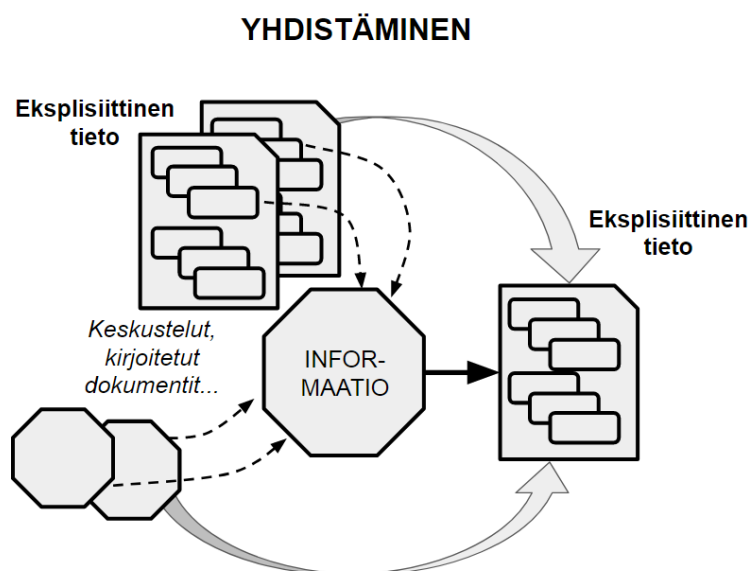 YHDISTÄMINEN
Eksplisiittinen
tieto
Eksplisiittinen
tieto
Keskustelut,
kirjoitetut
dokumentit...
INFOR-
MAATIO